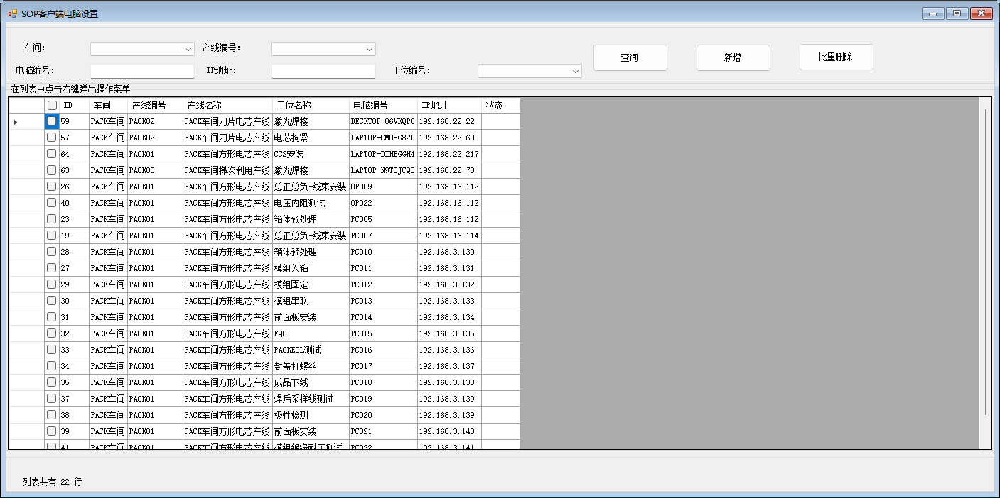 SOP客户端电脑设置
车间: 产线编号:
查询 新增 批量删除
电脑编号: IP地址: 工位编号:
在列表中点击右键弹出操作菜单
ID 车间 产线编号 产线名称 工位名称 电脑编号 IP地址 状态
59 PACK车间 PACK02 PACK车间刀片电芯产线 激光焊接 DESKTOP-O6VKQP8 192.168.22.22
57 PACK车间 PACK02 PACK车间刀片电芯产线 电芯拘紧 LAPTOP-CMO5G820 192.168.22.60
64 PACK车间 PACK01 PACK车间方形电芯产线 CCS安装 LAPTOP-DIHBGGH4 192.168.22.217
63 PACK车间 PACK03 PACK车间梯次利用产线 激光焊接 LAPTOP-N9T3JCQD 192.168.22.73
26 PACK车间 PACK01 PACK车间方形电芯产线 总正总负+线束安装 OP009 192.168.16.112
40 PACK车间 PACK01 PACK车间方形电芯产线 电压内阻测试 OP022 192.168.16.112
23 PACK车间 PACK01 PACK车间方形电芯产线 箱体预处理 PC005 192.168.16.112
19 PACK车间 PACK01 PACK车间方形电芯产线 总正总负+线束安装 PC007 192.168.16.114
28 PACK车间 PACK01 PACK车间方形电芯产线 箱体预处理 PC010 192.168.3.130
27 PACK车间 PACK01 PACK车间方形电芯产线 模组入箱 PC011 192.168.3.131
29 PACK车间 PACK01 PACK车间方形电芯产线 模组固定 PC012 192.168.3.132
30 PACK车间 PACK01 PACK车间方形电芯产线 模组串联 PC013 192.168.3.133
31 PACK车间 PACK01 PACK车间方形电芯产线 前面板安装 PC014 192.168.3.134
32 PACK车间 PACK01 PACK车间方形电芯产线 FQC PC015 192.168.3.135
33 PACK车间 PACK01 PACK车间方形电芯产线 PACKEOL测试 PC016 192.168.3.136
34 PACK车间 PACK01 PACK车间方形电芯产线 封盖打螺丝 PC017 192.168.3.137
35 PACK车间 PACK01 PACK车间方形电芯产线 成品下线 PC018 192.168.3.138
37 PACK车间 PACK01 PACK车间方形电芯产线 焊后采样线测试 PC019 192.168.3.139
38 PACK车间 PACK01 PACK车间方形电芯产线 极性检测 PC020 192.168.3.139
39 PACK车间 PACK01 PACK车间方形电芯产线 前面板安装 PC021 192.168.3.140
41 PACK车间 PACK01 PACK车间方形电芯产线 模组绝缘耐压测试 PC022 192.168.3.141
列表共有 22 行